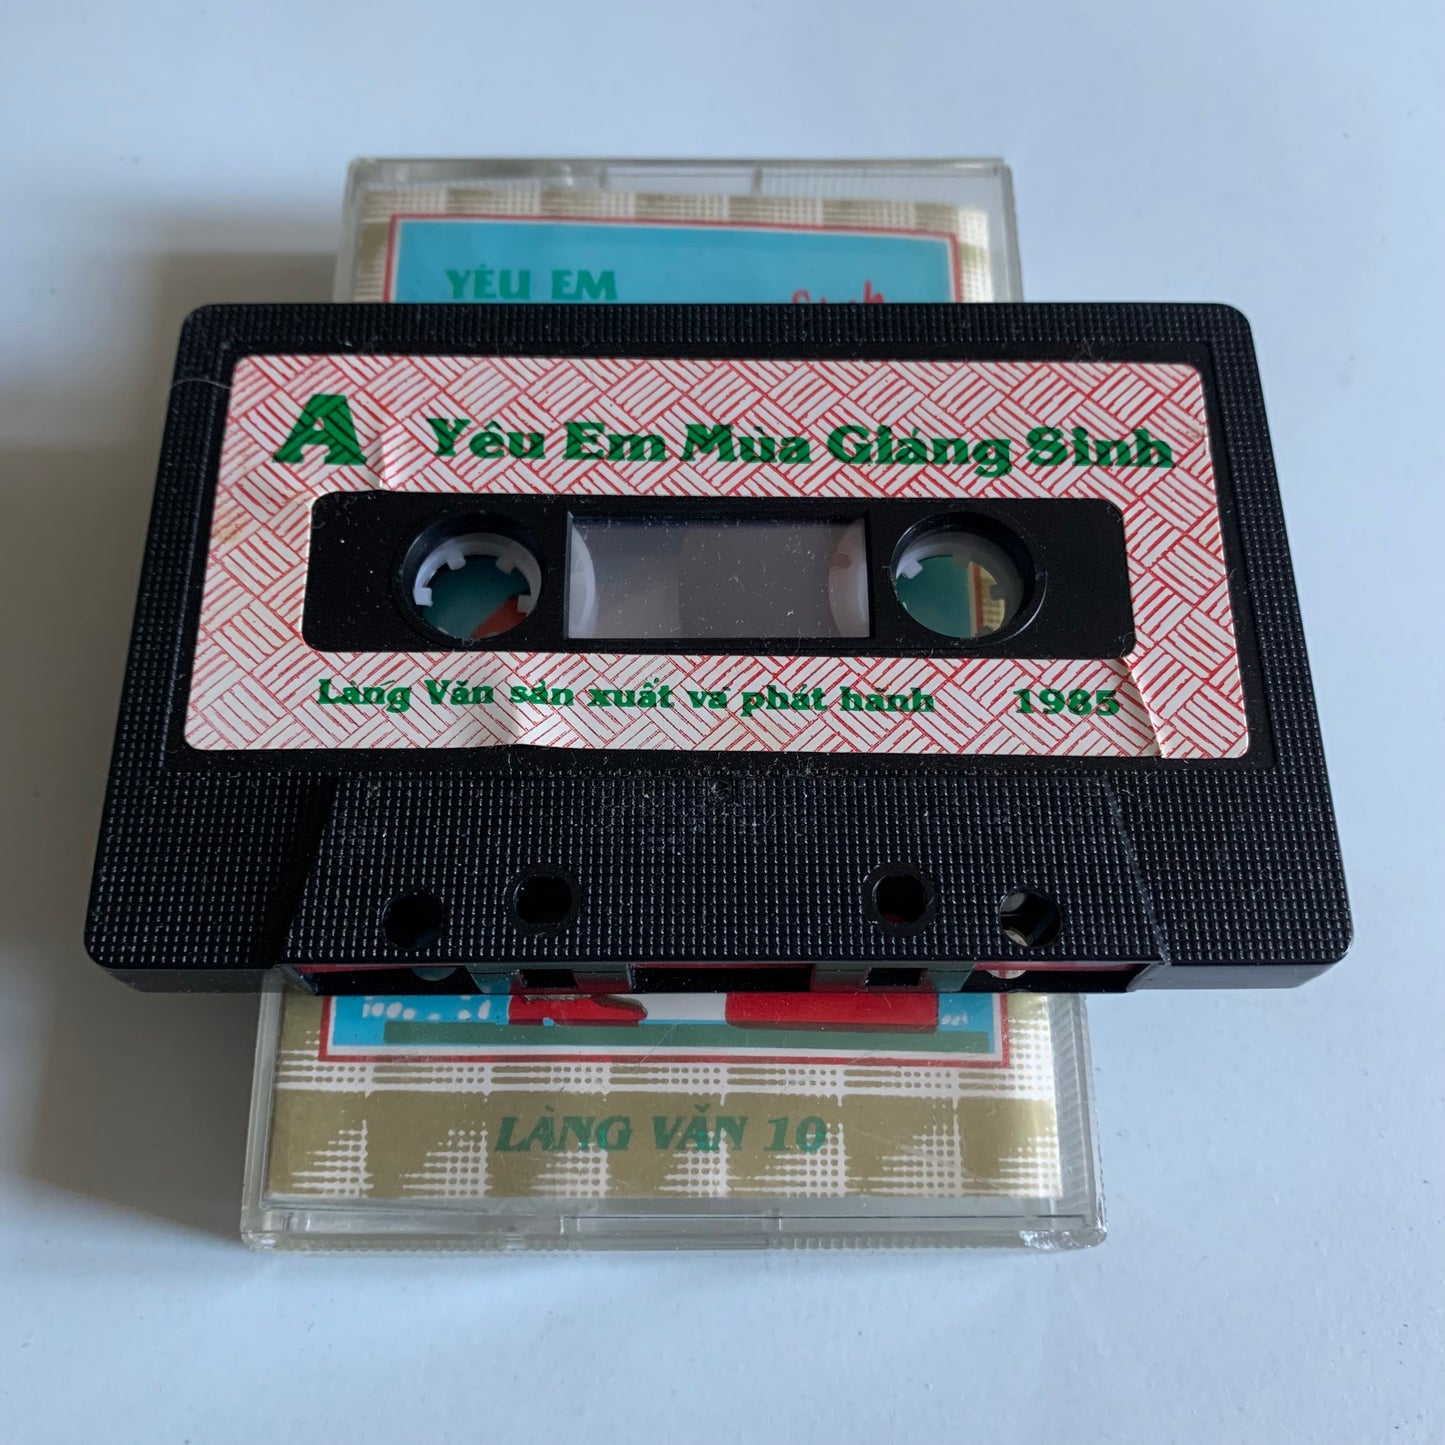 YÊU EM
A Yêu Em Mùa Giáng Sinh
Làng Văn sản xuất và phát hành 1985
LÀNG VĂN 10